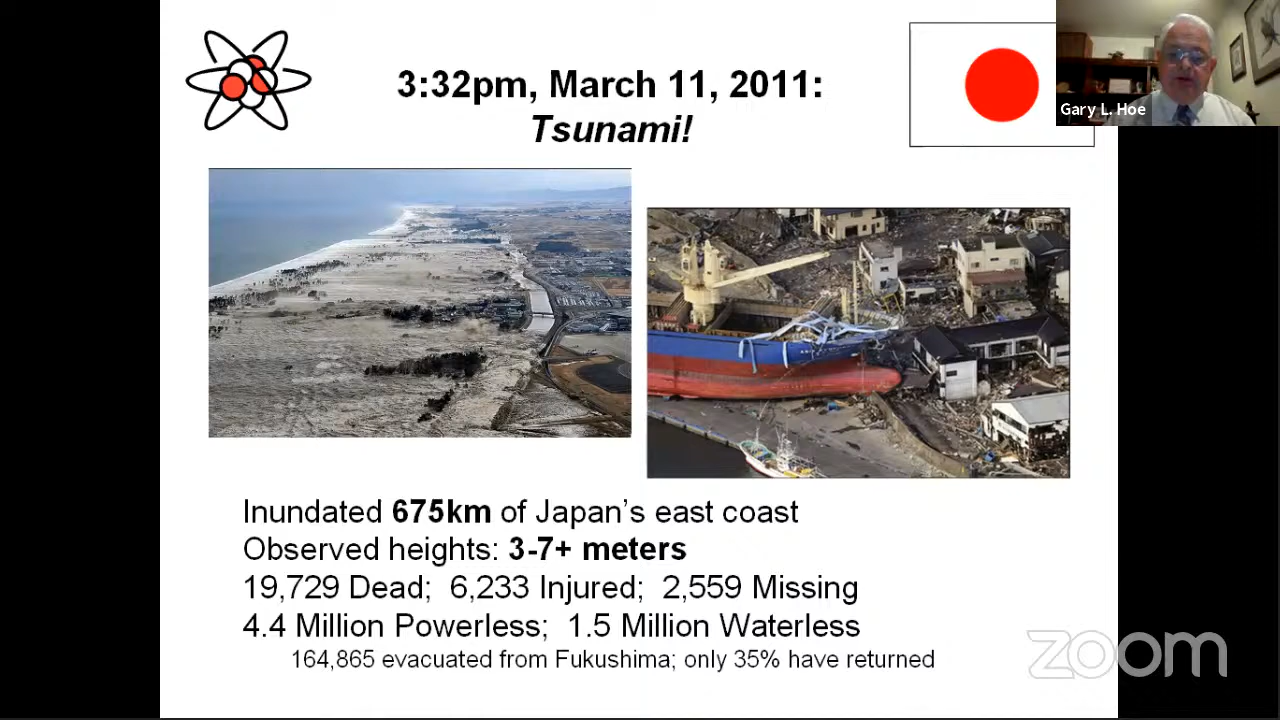 3:32pm, March 11, 2011:
Tsunami!
Gary L. Hoe
Inundated 675km of Japan's east coast
Observed heights: 3-7+ meters
19,729 Dead; 6,233 Injured; 2,559 Missing
4.4 Million Powerless; 1.5 Million Waterless
164,865 evacuated from Fukushima; only 35% have returned
zoom